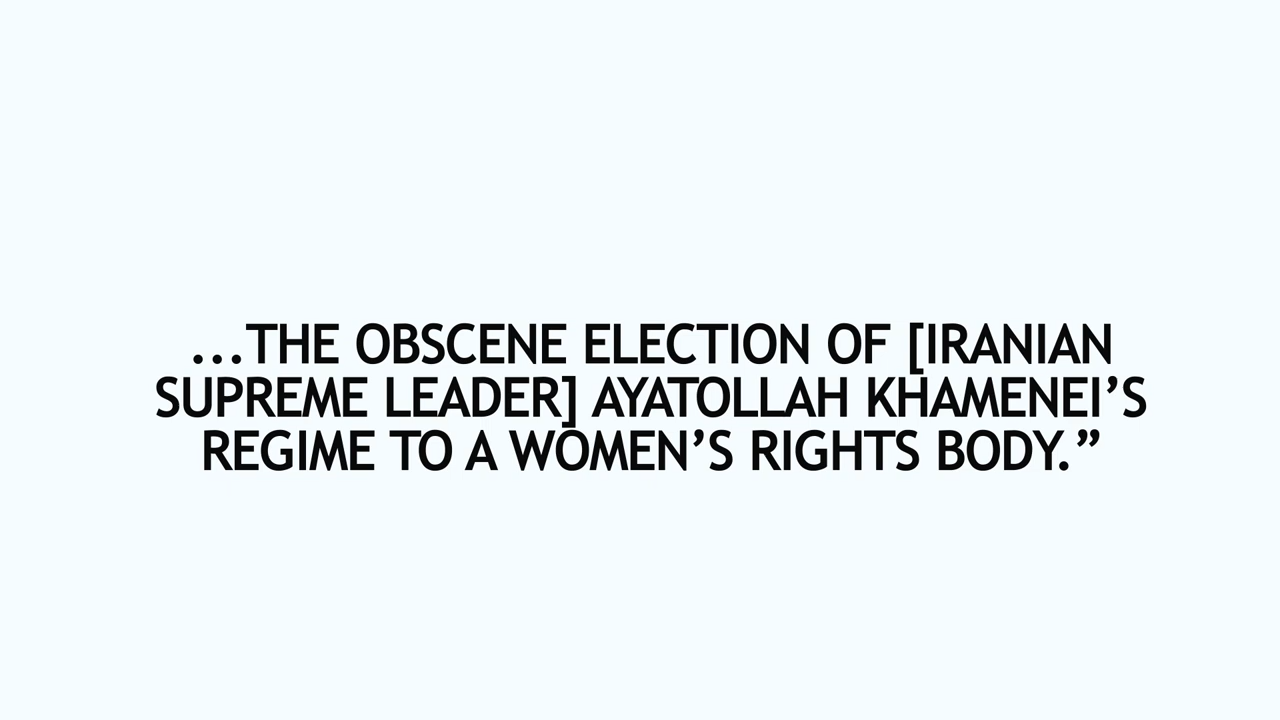 ...THE OBSCENE ELECTION OF [IRANIAN
SUPREME LEADER] AYATOLLAH KHAMENEI’S
REGIME TO A WOMEN’S RIGHTS BODY.”